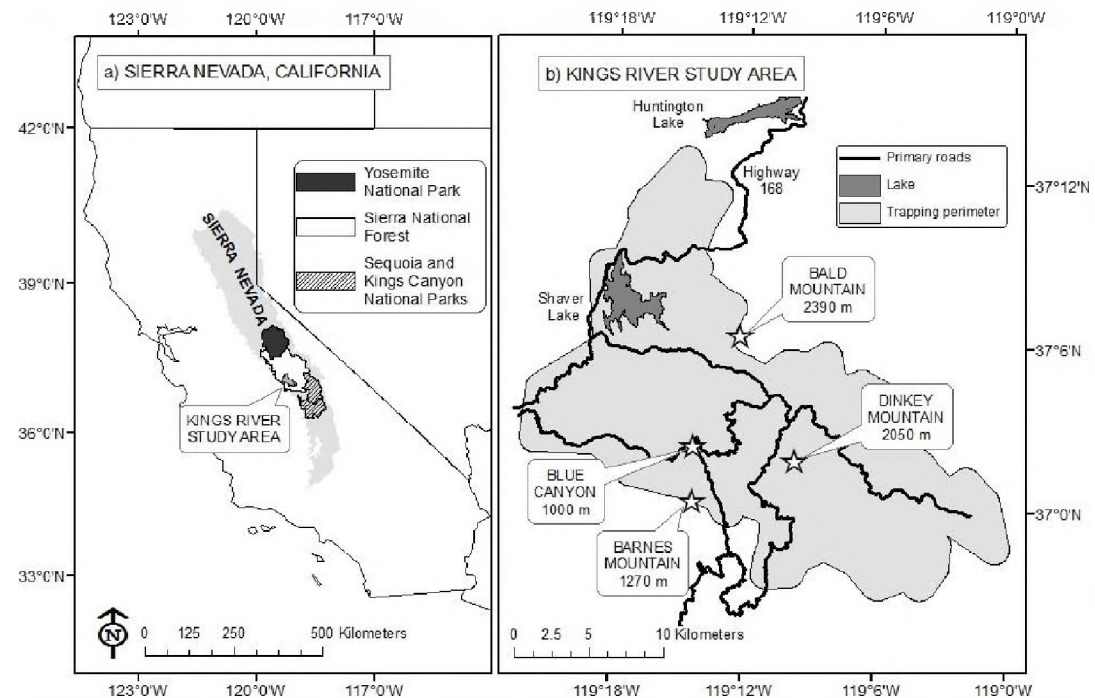 123°0'W 120°0'W 117°0'W
119°18'W 119°12'W 119°6'W 119°0'W
a) SIERRA NEVADA, CALIFORNIA
42°0'N
39°0'N
36°0'N
33°0'N
Yosemite
National Park
Sierra National
Forest
Sequoia and
Kings Canyon
National Parks
SIERRA NEVADA
KINGS RIVER
STUDY AREA
N
0 125 250 500 Kilometers
123°0'W 120°0'W 117°0'W
b) KINGS RIVER STUDY AREA
Huntington
Lake
Highway
168
Primary roads
Lake
Trapping perimeter
37°12'N
37°6'N
37°0'N
Shaver
Lake
BALD
MOUNTAIN
2390 m
DINKEY
MOUNTAIN
2050 m
BLUE
CANYON
1000 m
BARNES
MOUNTAIN
1270 m
0 2.5 5 10 Kilometers
119°18'W 119°12'W 119°6'W 119°0'W